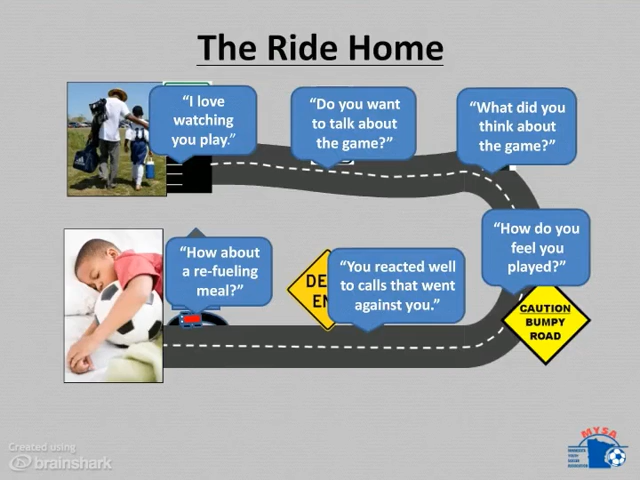 The Ride Home
“I love
watching
you play.”
“Do you want
to talk about
the game?”
“What did you
think about
the game?”
“How do you
feel you
played?”
CAUTION
BUMPY
ROAD
“You reacted well
to calls that went
against you.”
DE
EN
“How about
a re-fueling
meal?”
Created using
brainshark
MYSA